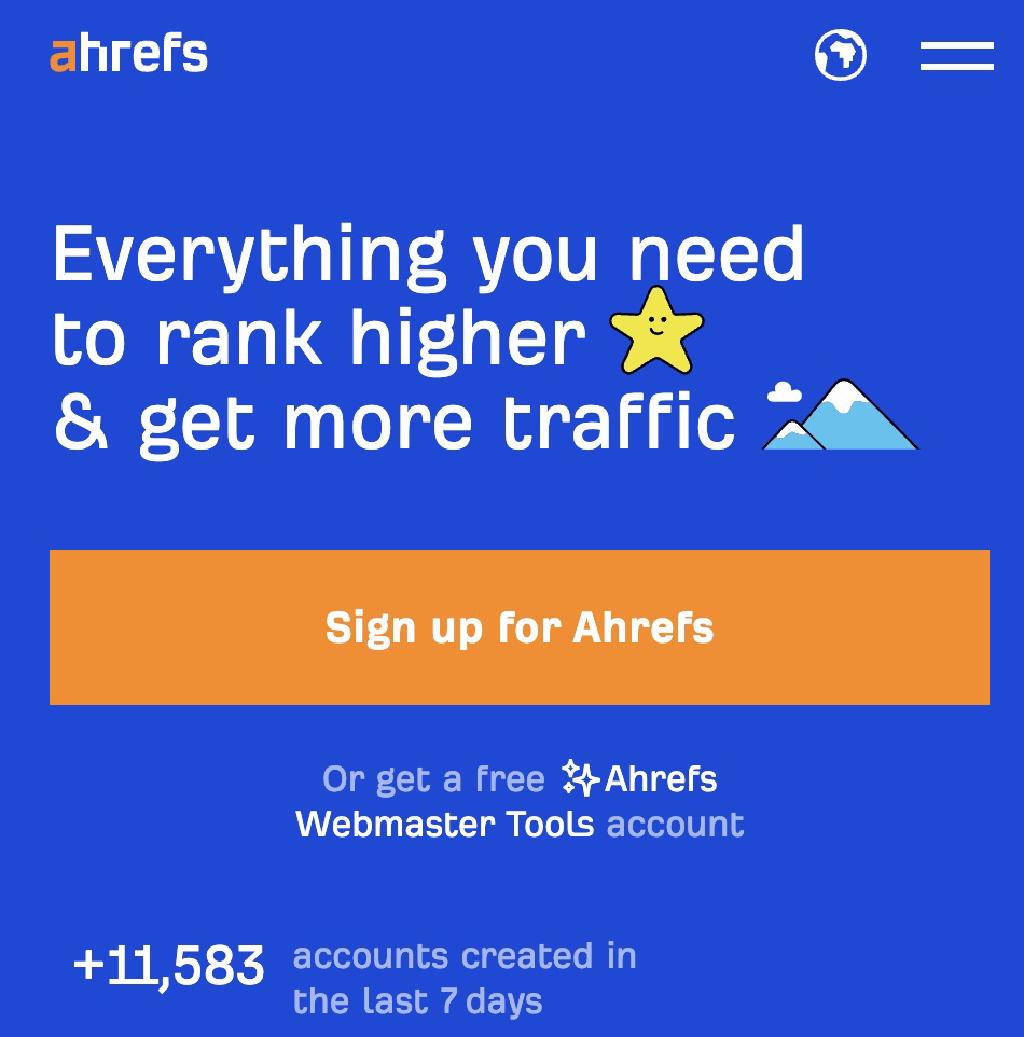 ahrefs
Everything you need
to rank higher
& get more traffic
Sign up for Ahrefs
Or get a free Ahrefs
Webmaster Tools account
+11,583 accounts created in
the last 7 days